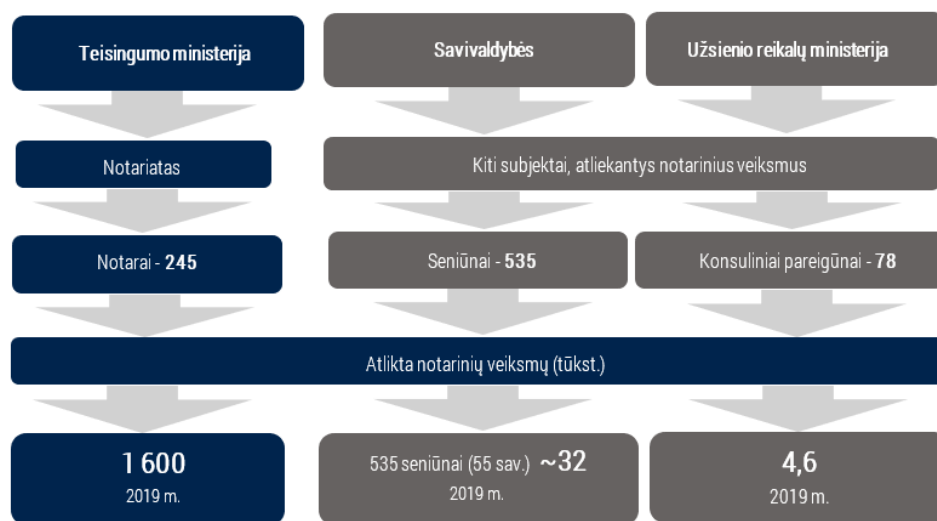 Teisingumo ministerija
Savivaldybės
Užsienio reikalų ministerija
Notariatas
Kiti subjektai, atliekantys notarinius veiksmus
Notarai - 245
Seniūnai - 535
Konsuliniai pareigūnai - 78
Atlikta notarinių veiksmų (tūkst.)
1 600
2019 m.
535 seniūnai (55 sav.) ~32
2019 m.
4,6
2019 m.